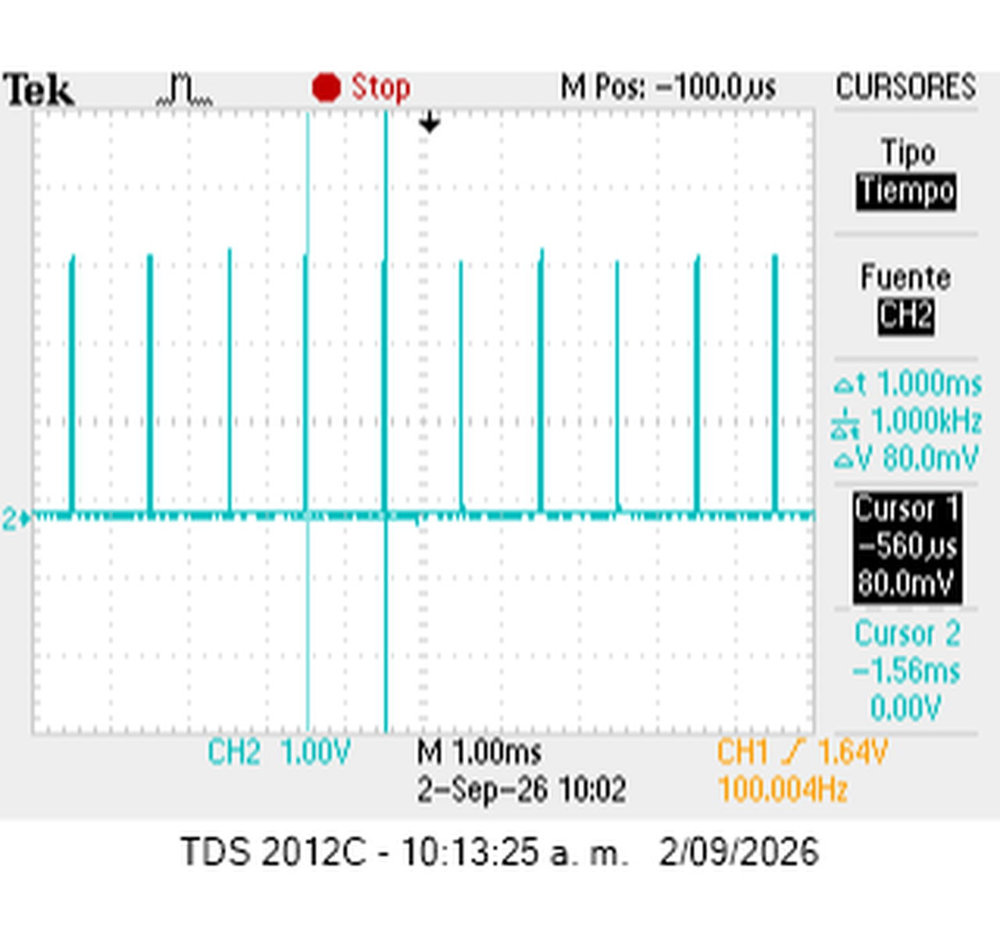 Tek Stop M Pos: -100.0µs CURSORES
Tipo
Tiempo
Fuente
CH2
Δt 1.000ms
1/Δt 1.000kHz
ΔV 80.0mV
Cursor 1
-560µs
80.0mV
Cursor 2
-1.56ms
0.00V
2
CH2 1.00V M 1.00ms CH1 1.64V
2-Sep-26 10:02 100.004Hz
TDS 2012C - 10:13:25 a. m. 2/09/2026